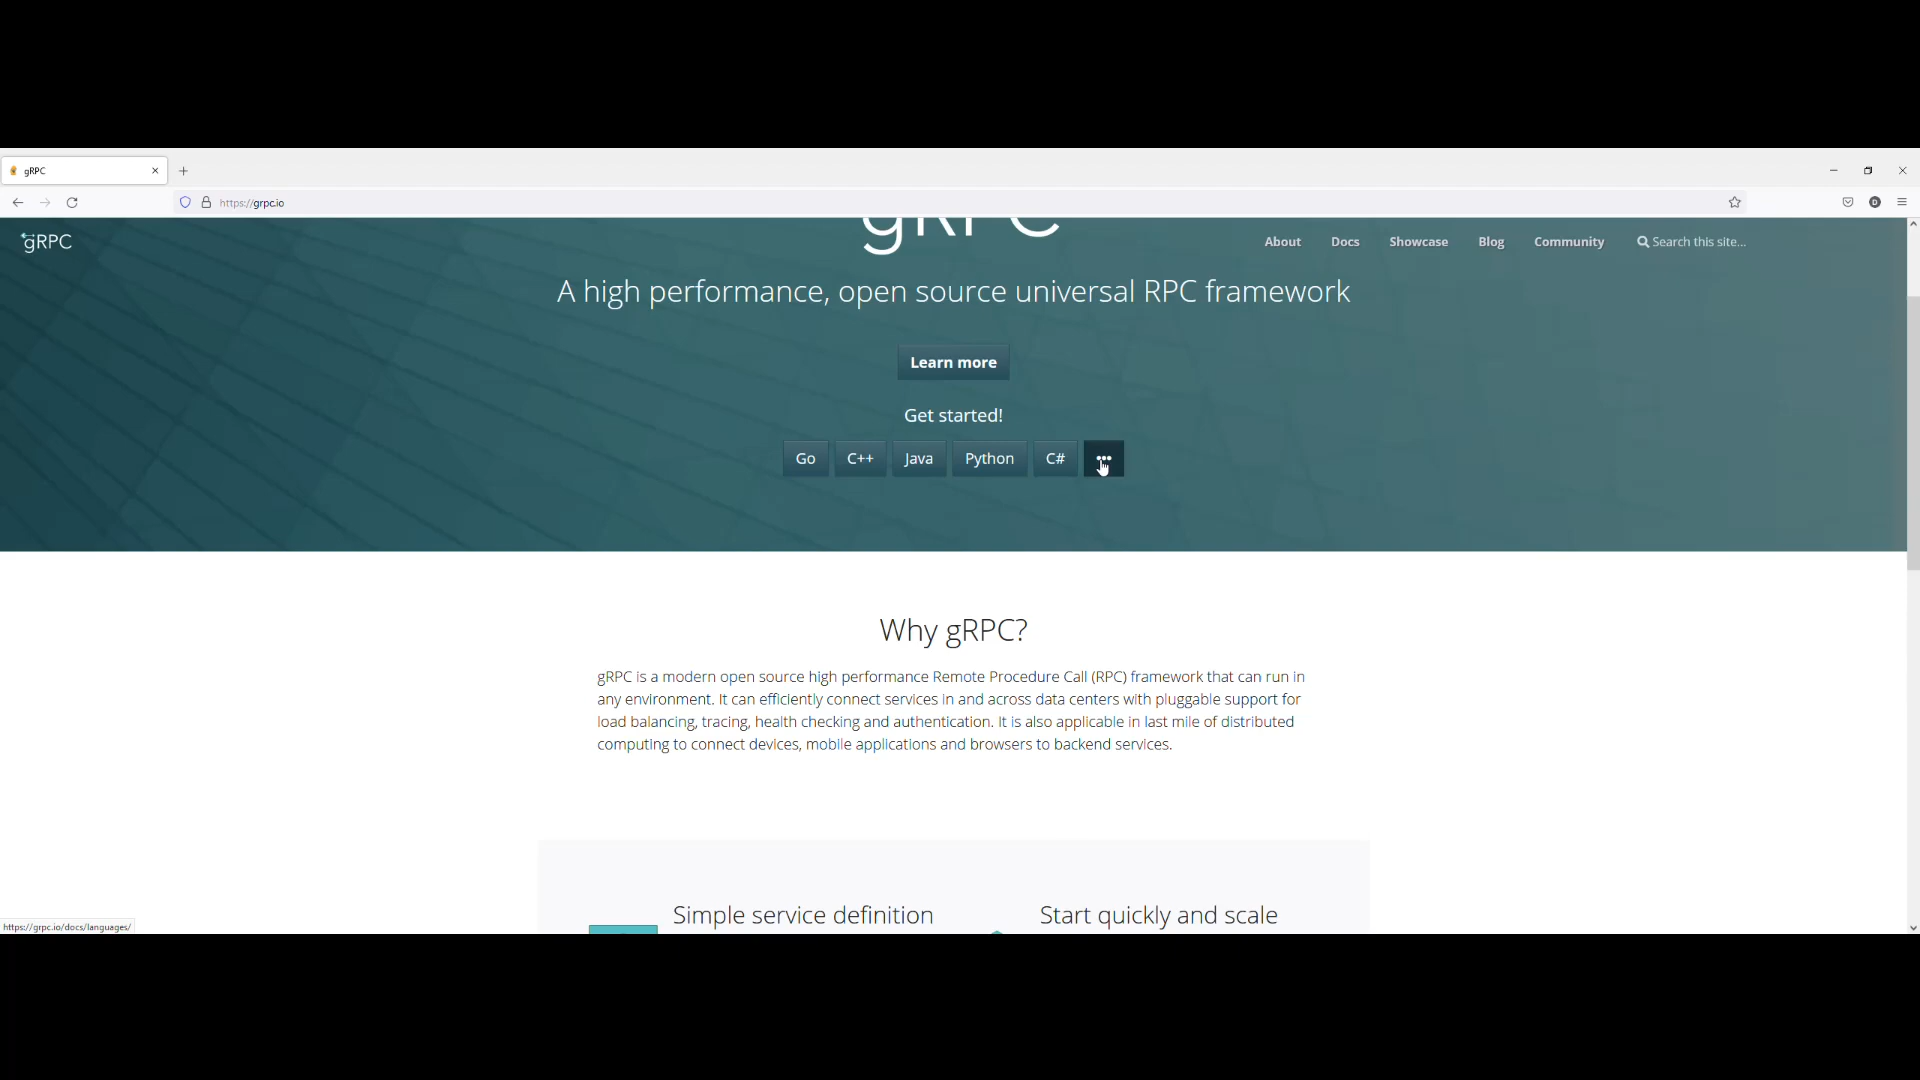 gRPC
https://grpc.io
gRPC
gRPC
About
Docs
Showcase
Blog
Community
Search this site...
A high performance, open source universal RPC framework
Learn more
Get started!
Go
C++
Java
Python
C#
Why gRPC?
gRPC is a modern open source high performance Remote Procedure Call (RPC) framework that can run in
any environment. It can efficiently connect services in and across data centers with pluggable support for
load balancing, tracing, health checking and authentication. It is also applicable in last mile of distributed
computing to connect devices, mobile applications and browsers to backend services.
Simple service definition
Start quickly and scale
https://grpc.io/docs/languages/